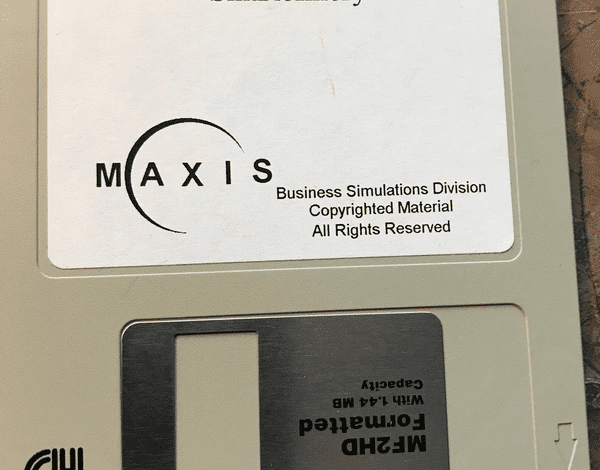 MAXIS
Business Simulations Division
Copyrighted Material
All Rights Reserved
MF2HD
Formatted
With 1.44 MB
Capacity